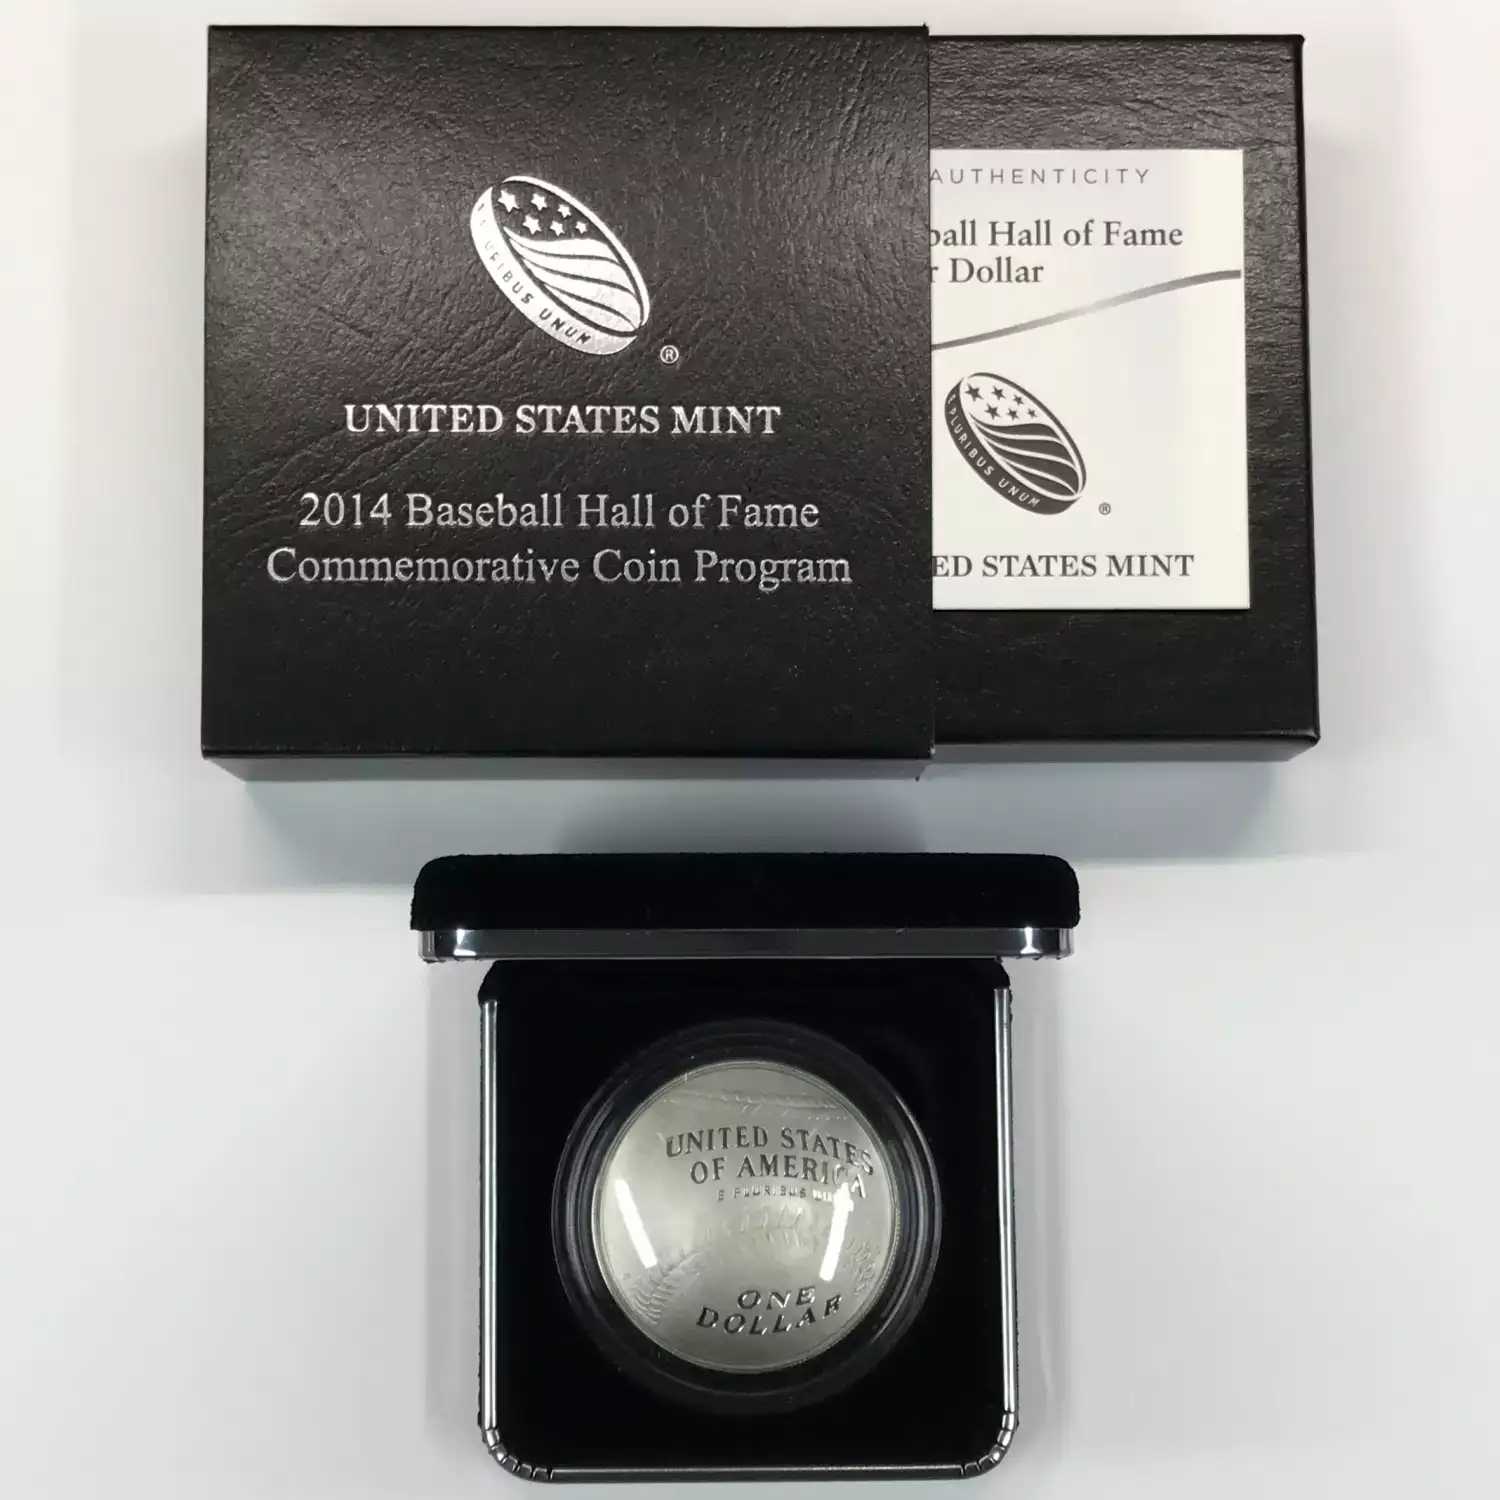 E PLURIBUS UNUM
®
UNITED STATES MINT
2014 Baseball Hall of Fame
Commemorative Coin Program
AUTHENTICITY
ball Hall of Fame
r Dollar
E PLURIBUS UNUM
®
ED STATES MINT
UNITED STATES
OF AMERICA
E PLURIBUS
ONE
DOLLAR